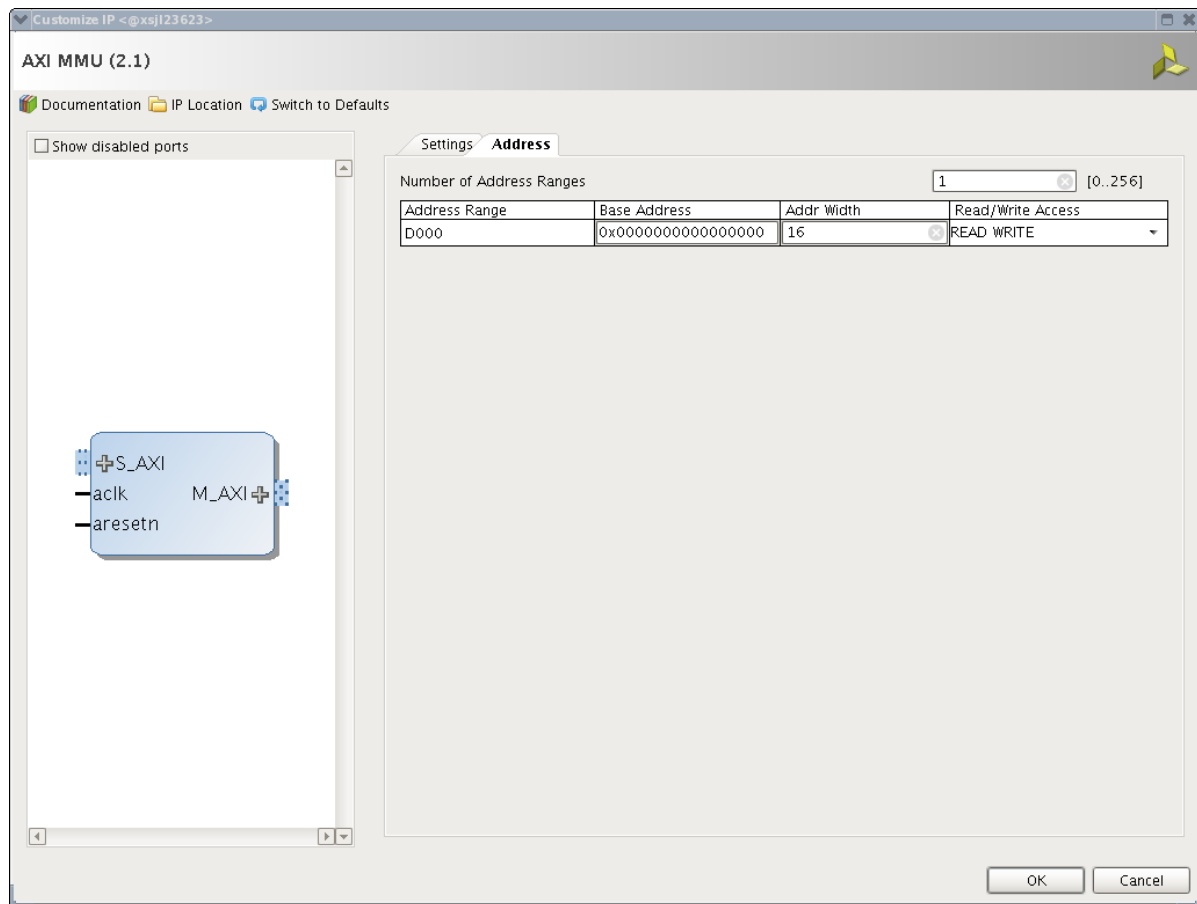 Customize IP <@xsjl23623>
AXI MMU (2.1)
Documentation IP Location Switch to Defaults
Show disabled ports
Settings Address
Number of Address Ranges 1 [0..256]
Address Range Base Address Addr Width Read/Write Access
D000 0x0000000000000000 16 READ WRITE
S_AXI
aclk M_AXI
aresetn
OK Cancel